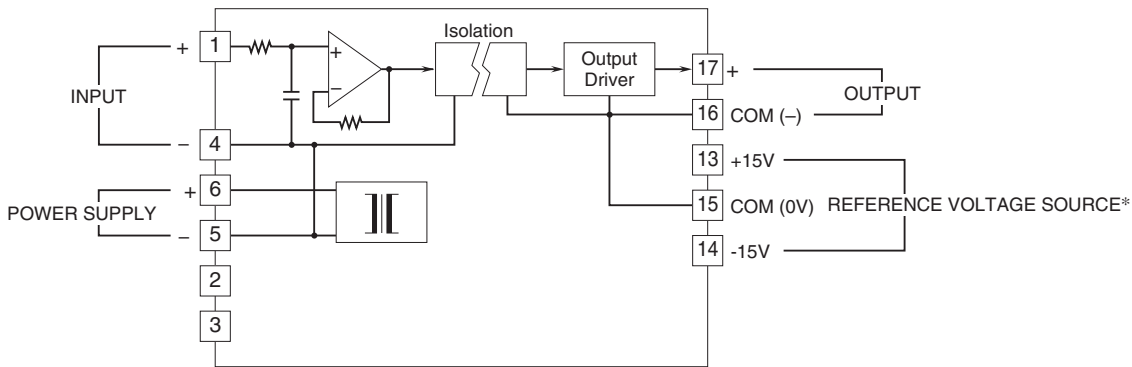 Isolation
+ 1 + Output Driver 17 +
INPUT − OUTPUT
16 COM (–)
− 4 13 +15V
+ 6
POWER SUPPLY 15 COM (0V) REFERENCE VOLTAGE SOURCE*
− 5
14 -15V
2
3